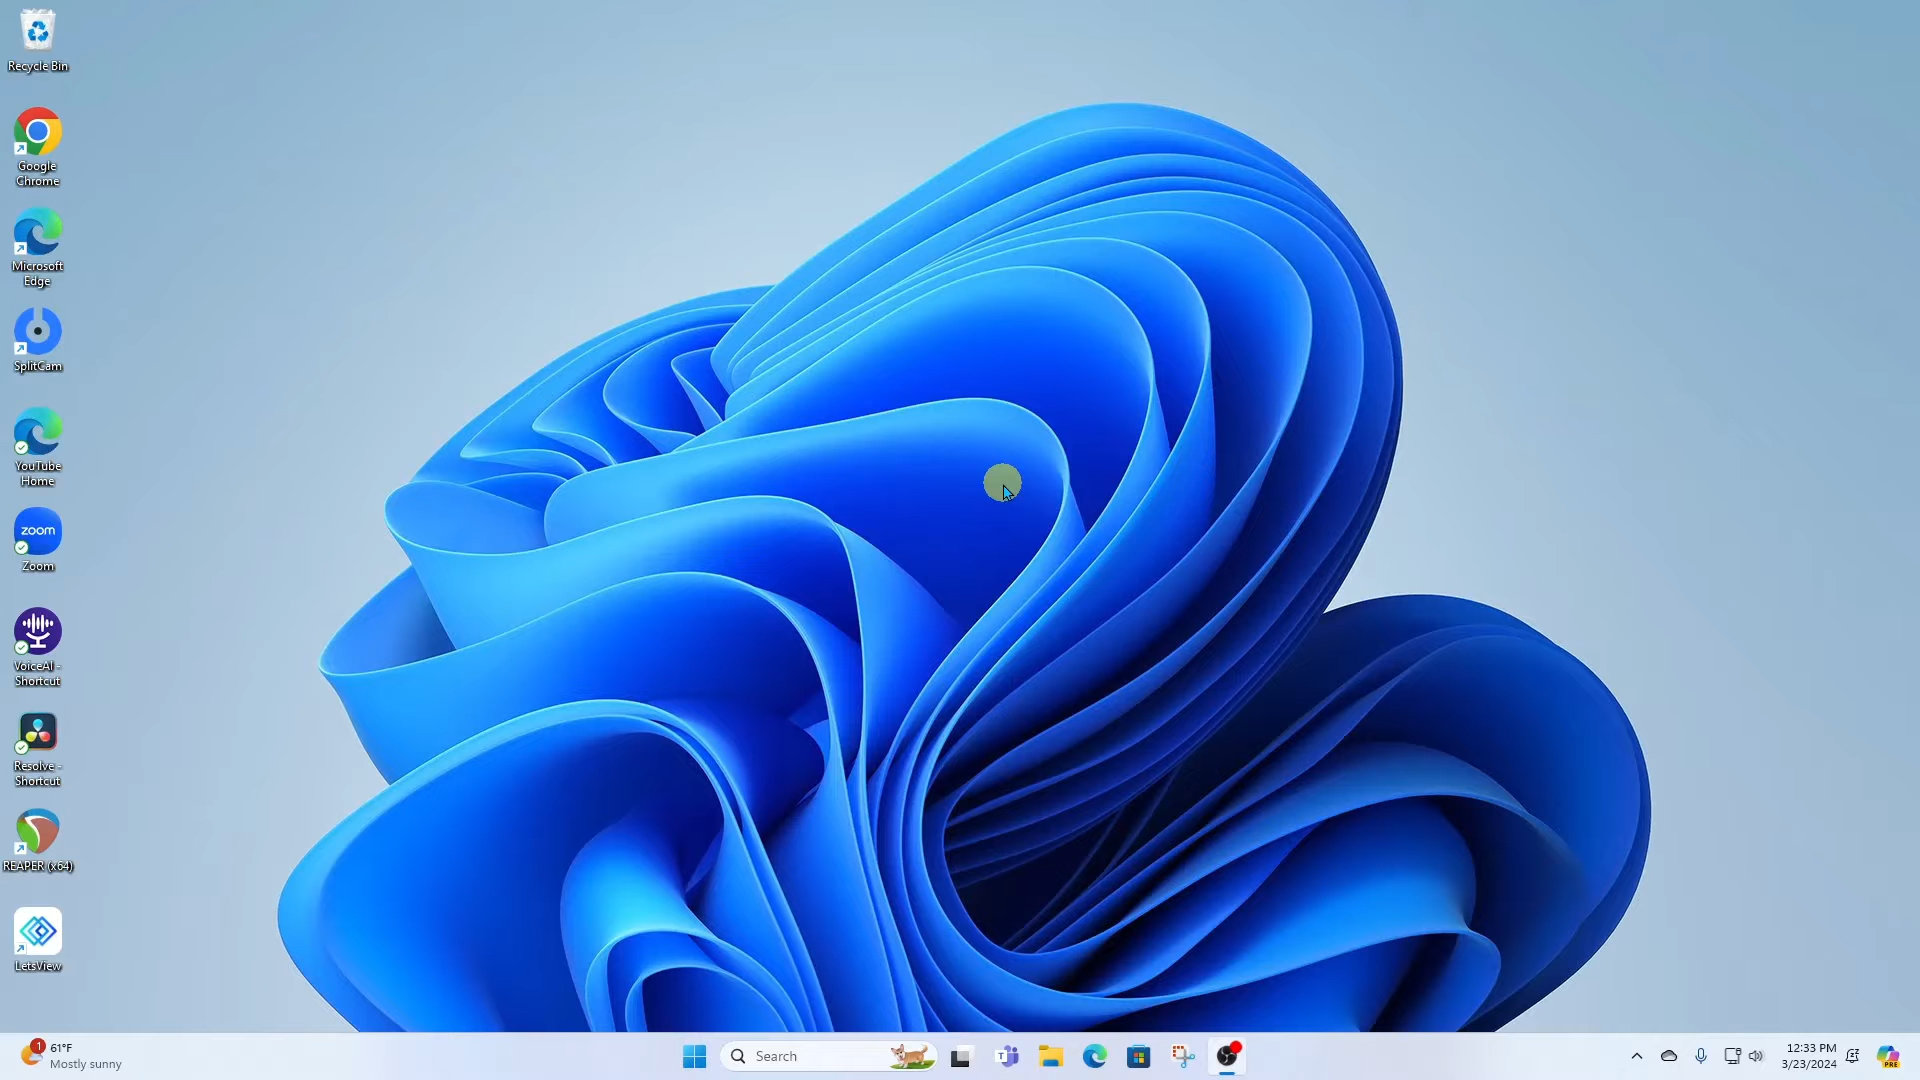 Recycle Bin
Google
Chrome
Microsoft
Edge
SplitCam
YouTube
Home
zoom
Zoom
VoiceAI -
Shortcut
Resolve -
Shortcut
REAPER (x64)
LetsView
1
61°F
Mostly sunny
Search
T
12:33 PM
3/23/2024
PRE